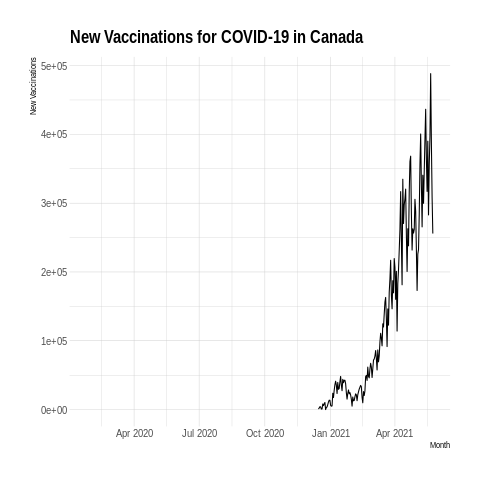 New Vaccinations for COVID-19 in Canada
New Vaccinations
5e+05
4e+05
3e+05
2e+05
1e+05
0e+00
Apr 2020 Jul 2020 Oct 2020 Jan 2021 Apr 2021
Month